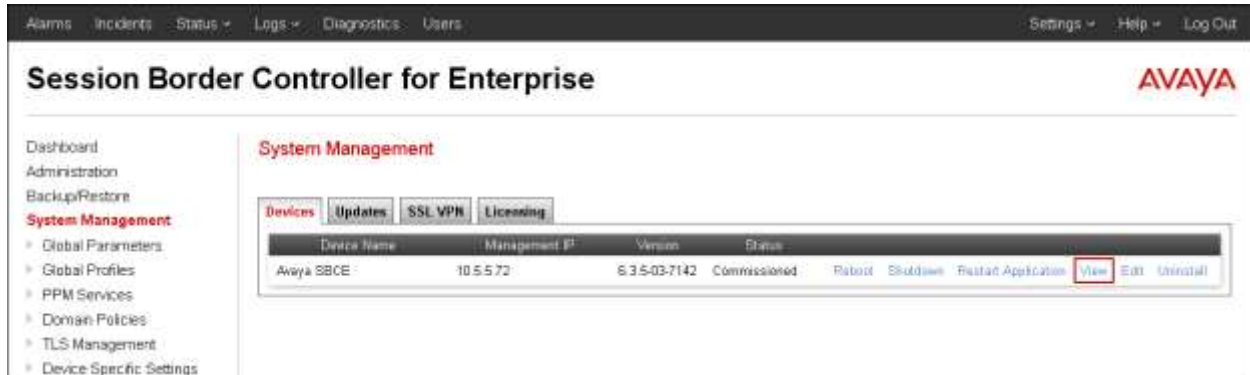 Alarms Incidents Status Logs Diagnostics Users Settings Help Log Out
Session Border Controller for Enterprise
AVAYA
Dashboard
Administration
Backup/Restore
System Management
Global Parameters
Global Profiles
PPM Services
Domain Policies
TLS Management
Device Specific Settings
System Management
Devices Updates SSL VPN Licensing
Device Name Management IP Version Status
Avaya SBCE 10.5.5.72 6.3.5-03-7142 Commissioned Reboot Shutdown Restart Application View Edit Uninstall